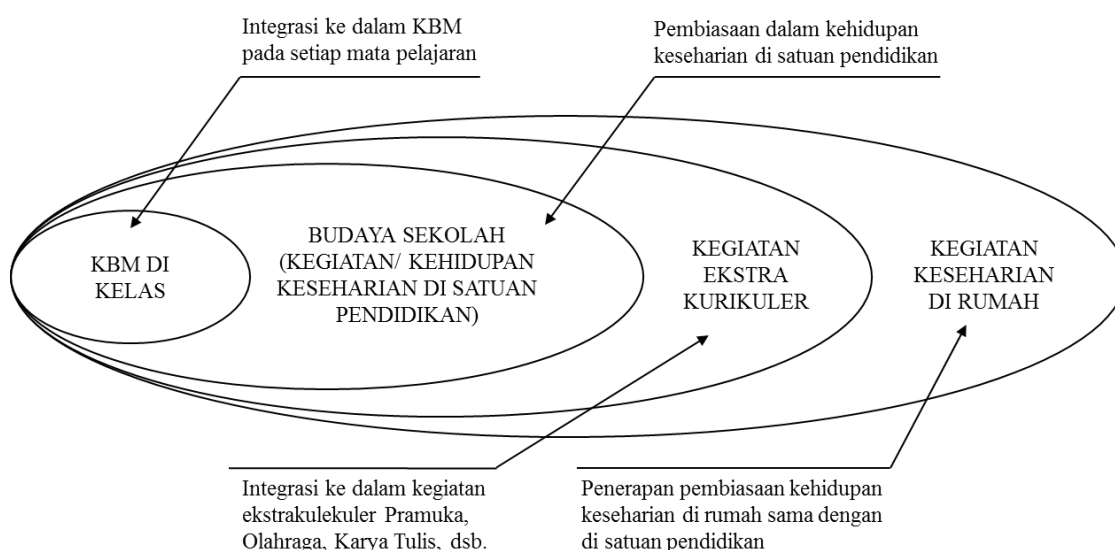 Integrasi ke dalam KBM
pada setiap mata pelajaran
Pembiasaan dalam kehidupan
keseharian di satuan pendidikan
KBM DI
KELAS
BUDAYA SEKOLAH
(KEGIATAN/ KEHIDUPAN
KESEHARIAN DI SATUAN
PENDIDIKAN)
KEGIATAN
EKSTRA
KURIKULER
KEGIATAN
KESEHARIAN
DI RUMAH
Integrasi ke dalam kegiatan
ekstrakulekuler Pramuka,
Olahraga, Karya Tulis, dsb.
Penerapan pembiasaan kehidupan
keseharian di rumah sama dengan
di satuan pendidikan